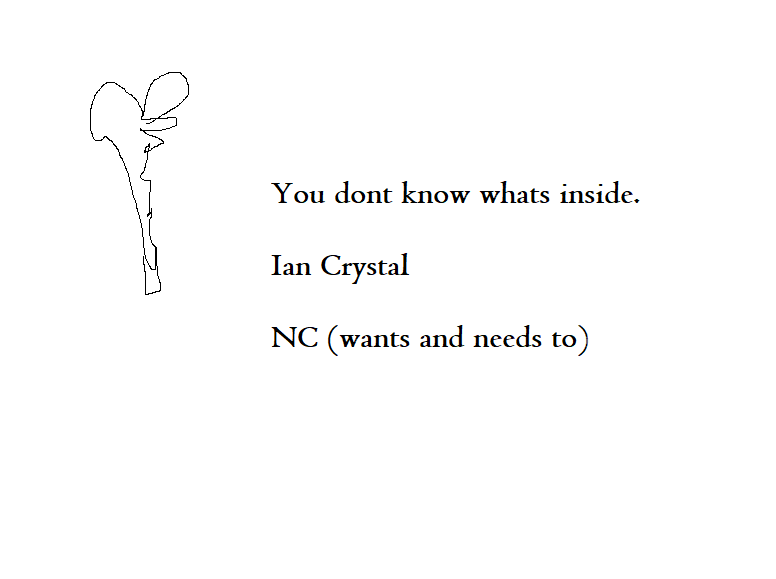 You dont know whats inside.
Ian Crystal
NC (wants and needs to)